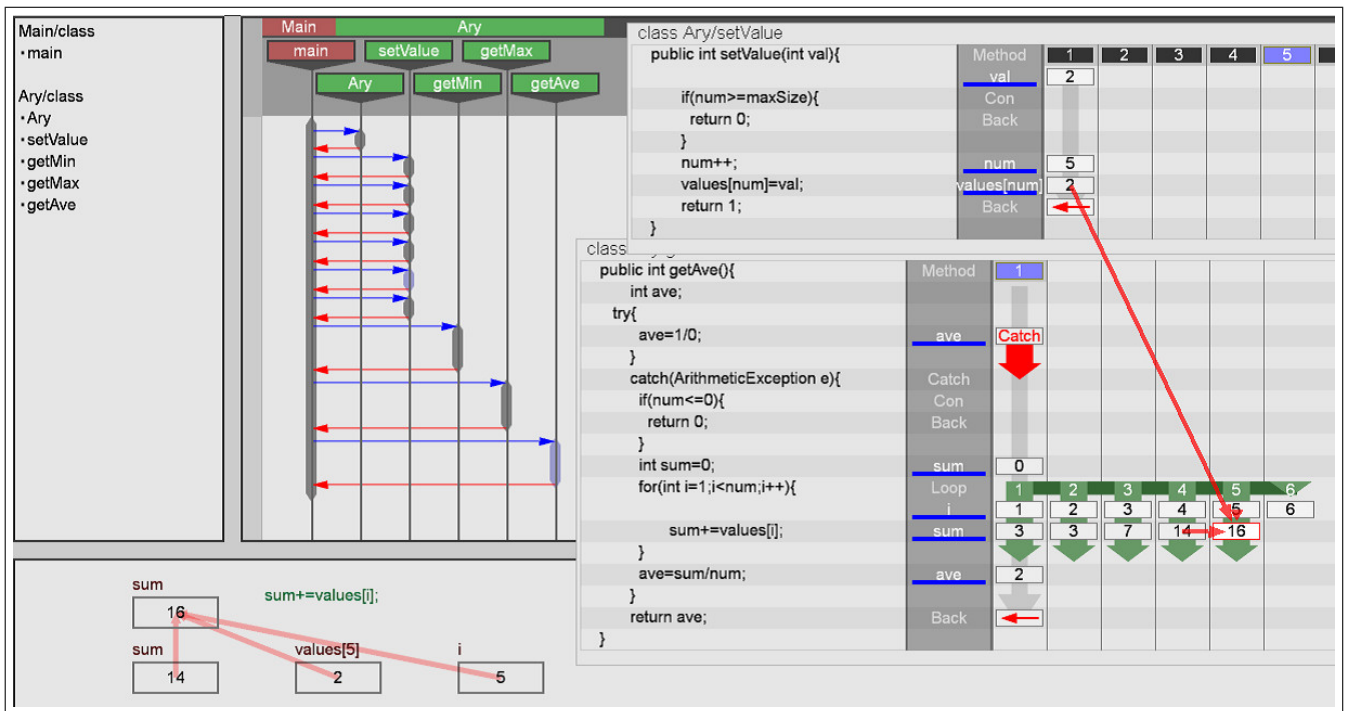 Main/class
・main
Ary/class
・Ary
・setValue
・getMin
・getMax
・getAve
Main Ary
main setValue getMax
Ary getMin getAve
class Ary/setValue
public int setValue(int val){ Method 1 2 3 4 5
val 2
if(num>=maxSize){ Con
return 0; Back
}
num++; num 5
values[num]=val; values[num] 2
return 1; Back
}
class
public int getAve(){ Method 1
int ave;
try{
ave=1/0; ave Catch
}
catch(ArithmeticException e){ Catch
if(num<=0){ Con
return 0; Back
}
int sum=0; sum 0
for(int i=1;i<num;i++){ Loop 1 2 3 4 5 6
i 1 2 3 4 5 6
sum+=values[i]; sum 3 3 7 14 16
}
ave=sum/num; ave 2
}
return ave; Back
}
sum
16 sum+=values[i];
sum values[5] i
14 2 5